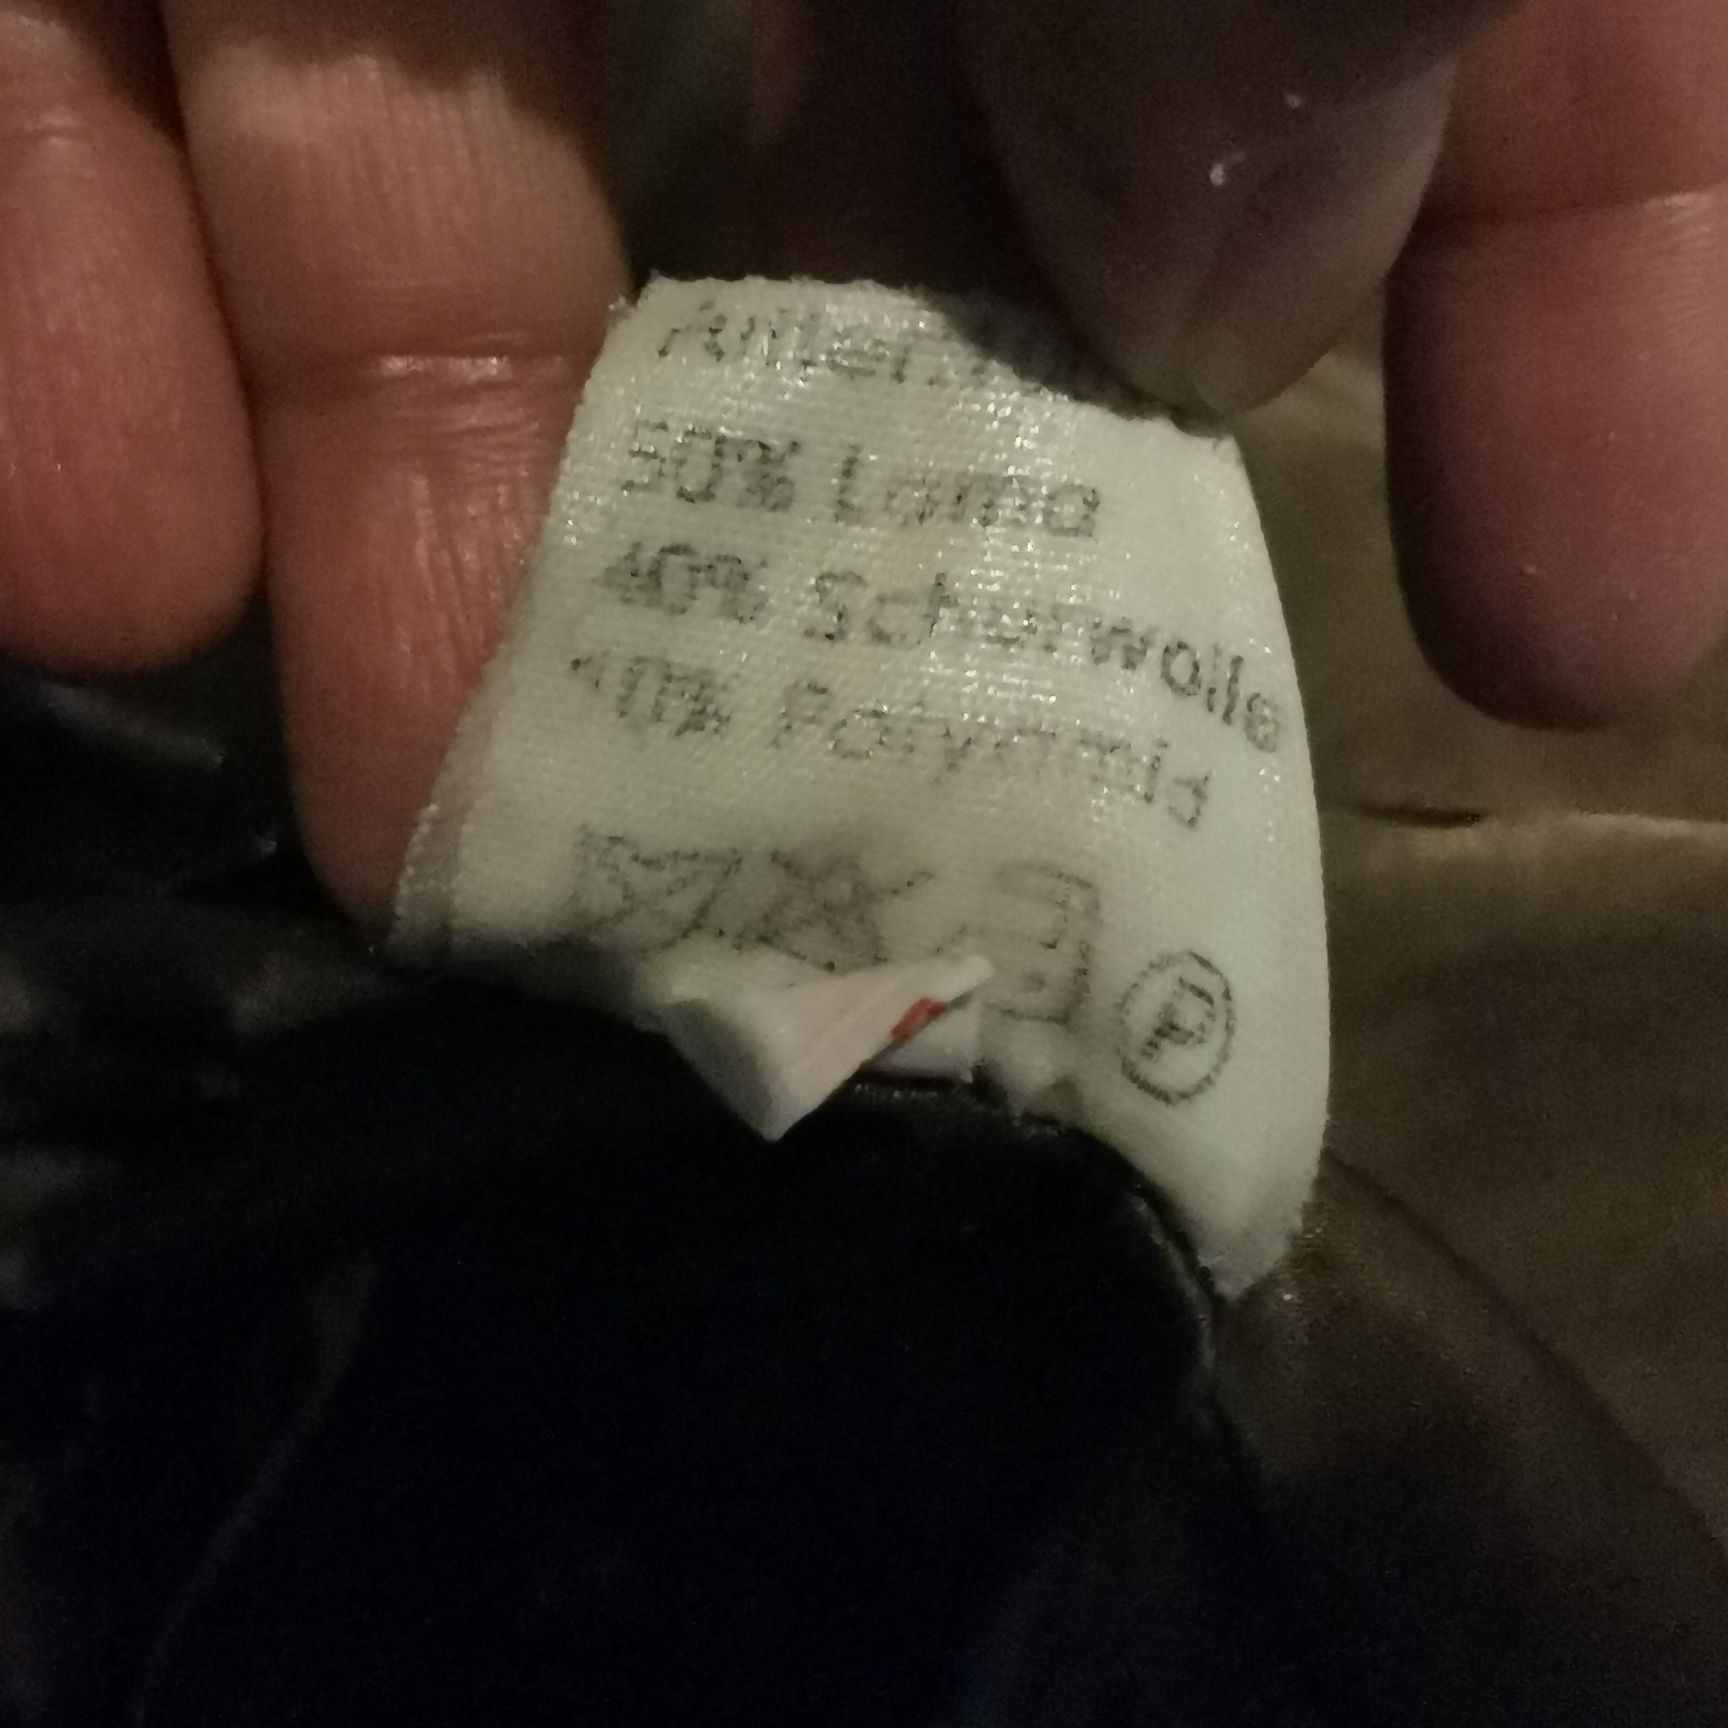 50% Lama
40% Schurwolle
10% Polyamid
P